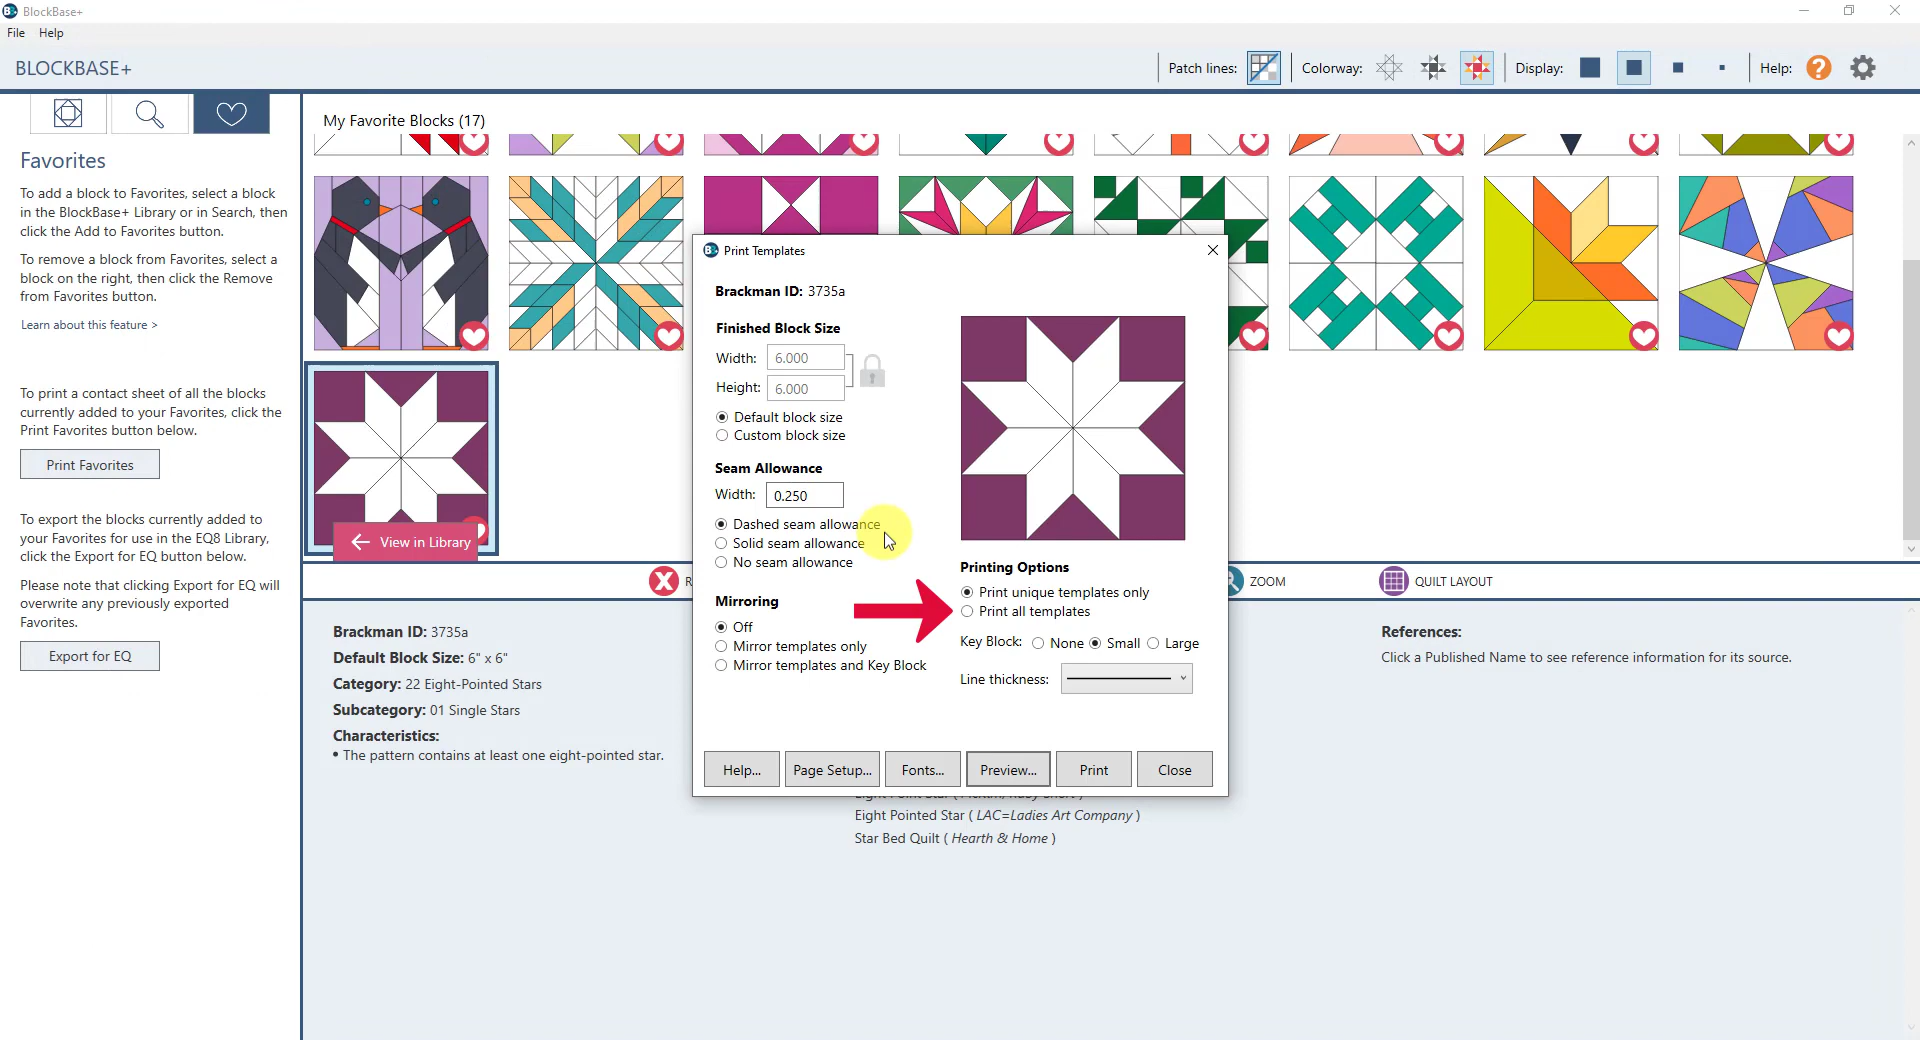 BlockBase+
File Help
BLOCKBASE+
Patch lines: Colorway: Display: Help:
Favorites
To add a block to Favorites, select a block
in the BlockBase+ Library or in Search, then
click the Add to Favorites button.
To remove a block from Favorites, select a
block on the right, then click the Remove
from Favorites button.
Learn about this feature >
To print a contact sheet of all the blocks
currently added to your Favorites, click the
Print Favorites button below.
Print Favorites
To export the blocks currently added to
your Favorites for use in the EQ8 Library,
click the Export for EQ button below.
Please note that clicking Export for EQ will
overwrite any previously exported
Favorites.
Export for EQ
My Favorite Blocks (17)
View in Library
Print Templates
Brackman ID: 3735a
Finished Block Size
Width: 6.000
Height: 6.000
Default block size
Custom block size
Seam Allowance
Width: 0.250
Dashed seam allowance
Solid seam allowance
No seam allowance
Mirroring
Off
Mirror templates only
Mirror templates and Key Block
Printing Options
Print unique templates only
Print all templates
Key Block: None Small Large
Line thickness:
Help... Page Setup... Fonts... Preview... Print Close
ZOOM
QUILT LAYOUT
Brackman ID: 3735a
Default Block Size: 6" x 6"
Category: 22 Eight-Pointed Stars
Subcategory: 01 Single Stars
Characteristics:
• The pattern contains at least one eight-pointed star.
Eight Pointed Star ( LAC=Ladies Art Company )
Star Bed Quilt ( Hearth & Home )
References:
Click a Published Name to see reference information for its source.